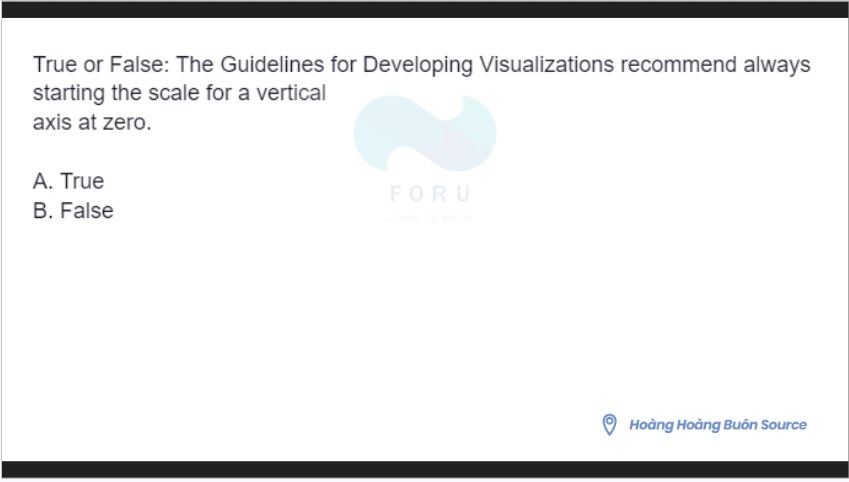 True or False: The Guidelines for Developing Visualizations recommend always
starting the scale for a vertical
axis at zero.
A. True
B. False
FORU
Hoàng Hoàng Buôn Source